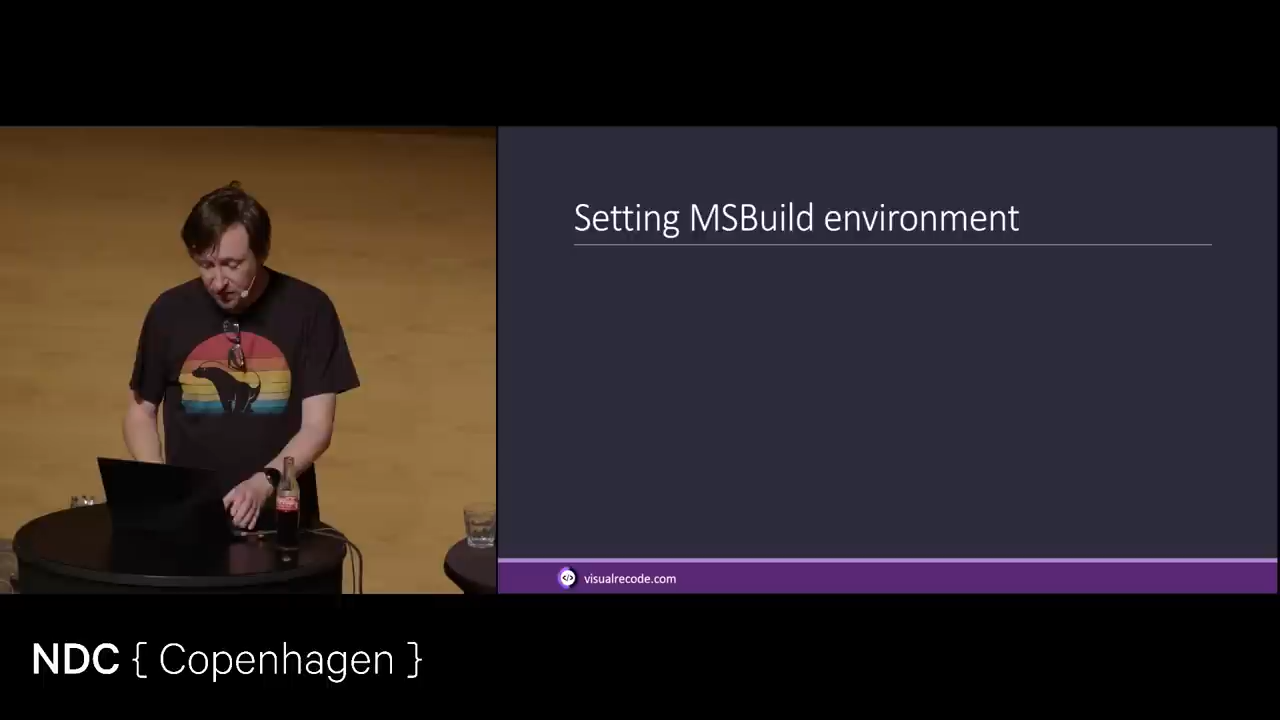 Setting MSBuild environment
visualrecode.com
NDC { Copenhagen }